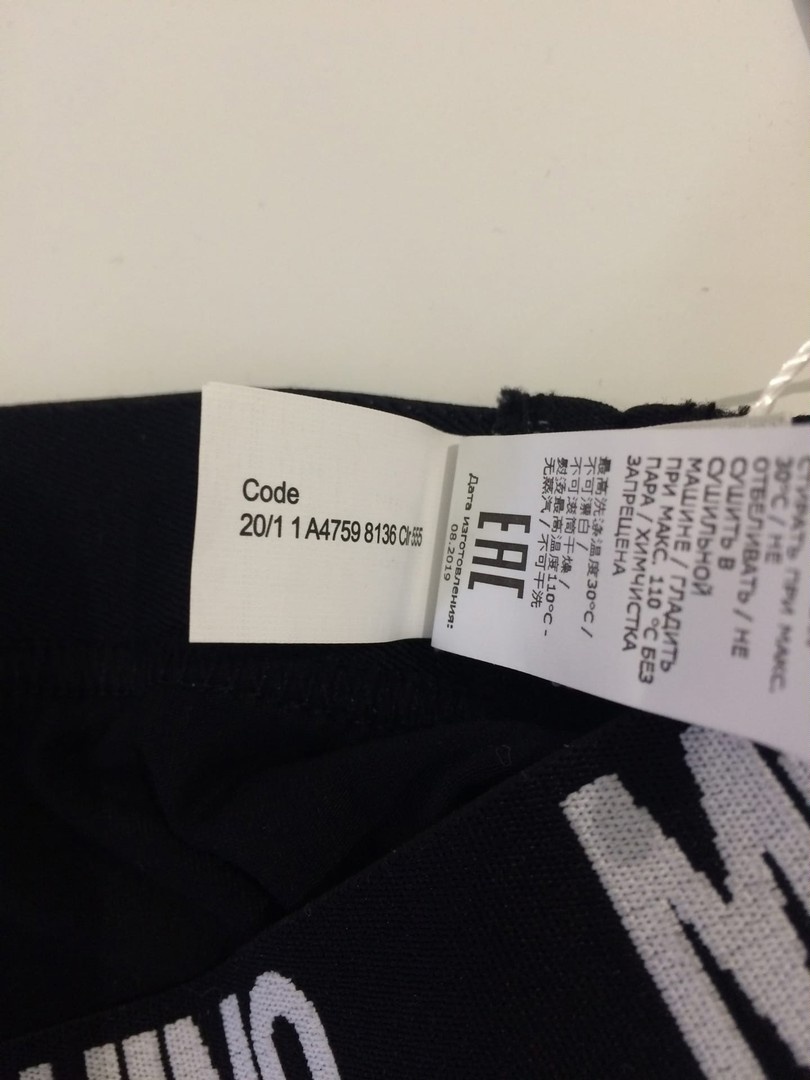 Code
20/1 1 A4759 8136 Clr 555
Дата изготовления:
08.2019
EAC
最高洗涤温度30°C /
不可漂白 /
不可滚筒干燥 /
熨烫最高温度110°C -
无蒸汽 / 不可干洗
ПРИ МАКС.
30°C / НЕ
ОТБЕЛИВАТЬ / НЕ
СУШИТЬ В
СУШИЛЬНОЙ
МАШИНЕ / ГЛАДИТЬ
ПРИ МАКС. 110 °C БЕЗ
ПАРА / ХИМЧИСТКА
ЗАПРЕЩЕНА